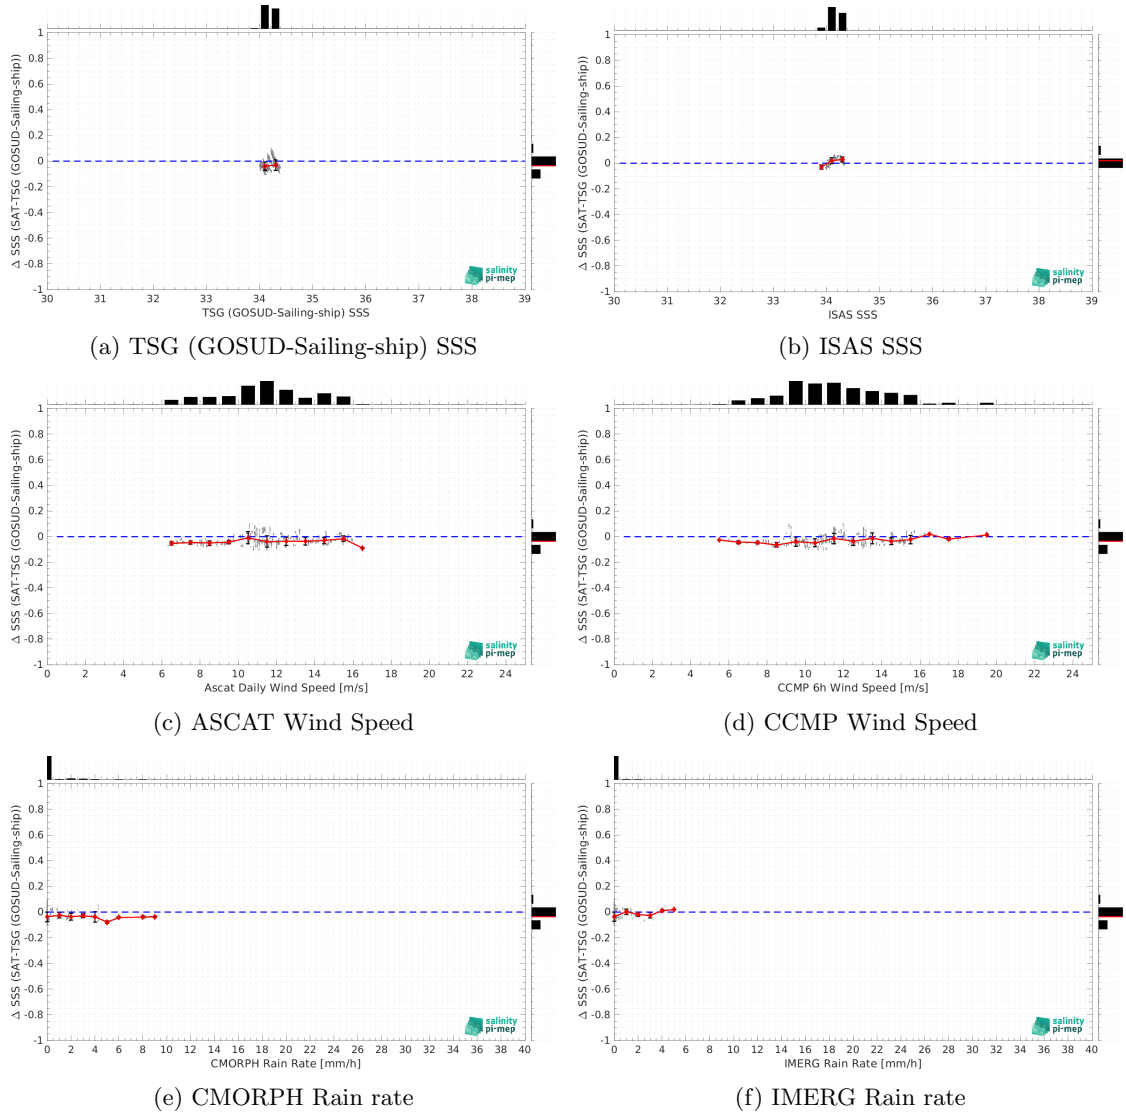 1
0.8
0.6
0.4
0.2
0
-0.2
-0.4
-0.6
-0.8
-1
Δ SSS (SAT-TSG (GOSUD-Sailing-ship))
salinity
pi-mep
30 31 32 33 34 35 36 37 38 39
TSG (GOSUD-Sailing-ship) SSS
(a) TSG (GOSUD-Sailing-ship) SSS
1
0.8
0.6
0.4
0.2
0
-0.2
-0.4
-0.6
-0.8
-1
Δ SSS (SAT-TSG (GOSUD-Sailing-ship))
salinity
pi-mep
30 31 32 33 34 35 36 37 38 39
ISAS SSS
(b) ISAS SSS
1
0.8
0.6
0.4
0.2
0
-0.2
-0.4
-0.6
-0.8
-1
Δ SSS (SAT-TSG (GOSUD-Sailing-ship))
salinity
pi-mep
0 2 4 6 8 10 12 14 16 18 20 22 24
Ascat Daily Wind Speed [m/s]
(c) ASCAT Wind Speed
1
0.8
0.6
0.4
0.2
0
-0.2
-0.4
-0.6
-0.8
-1
Δ SSS (SAT-TSG (GOSUD-Sailing-ship))
salinity
pi-mep
0 2 4 6 8 10 12 14 16 18 20 22 24
CCMP 6h Wind Speed [m/s]
(d) CCMP Wind Speed
1
0.8
0.6
0.4
0.2
0
-0.2
-0.4
-0.6
-0.8
-1
Δ SSS (SAT-TSG (GOSUD-Sailing-ship))
salinity
pi-mep
0 2 4 6 8 10 12 14 16 18 20 22 24 26 28 30 32 34 36 38 40
CMORPH Rain Rate [mm/h]
(e) CMORPH Rain rate
1
0.8
0.6
0.4
0.2
0
-0.2
-0.4
-0.6
-0.8
-1
Δ SSS (SAT-TSG (GOSUD-Sailing-ship))
salinity
pi-mep
0 2 4 6 8 10 12 14 16 18 20 22 24 26 28 30 32 34 36 38 40
IMERG Rain Rate [mm/h]
(f) IMERG Rain rate